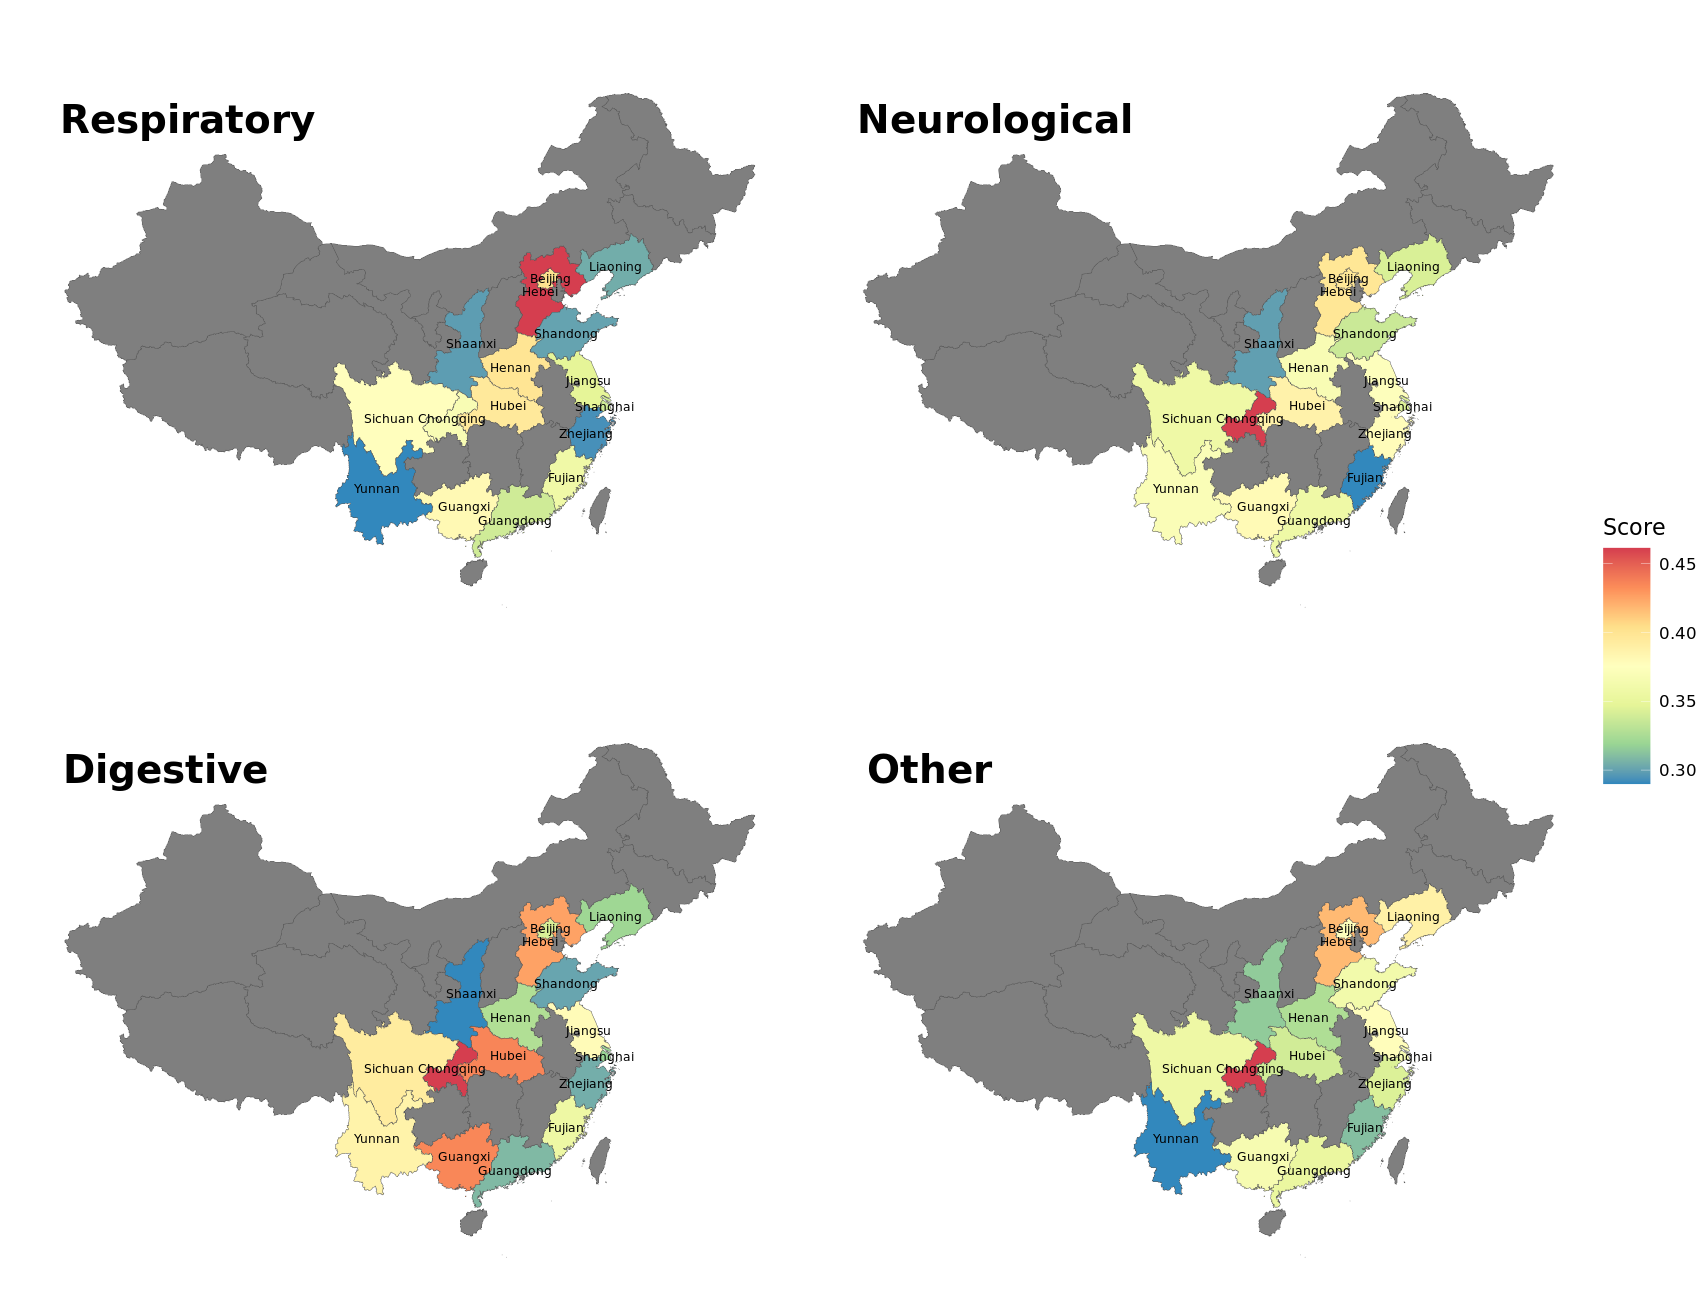 Respiratory
Liaoning
Beijing
Hebei
Shandong
Shaanxi
Henan
Jiangsu
Hubei
Shanghai
Sichuan
Chongqing
Zhejiang
Fujian
Yunnan
Guangxi
Guangdong
Neurological
Liaoning
Beijing
Hebei
Shandong
Shaanxi
Henan
Jiangsu
Hubei
Shanghai
Sichuan
Chongqing
Zhejiang
Fujian
Yunnan
Guangxi
Guangdong
Score
0.45
0.40
0.35
0.30
Digestive
Liaoning
Beijing
Hebei
Shandong
Shaanxi
Henan
Jiangsu
Hubei
Shanghai
Sichuan
Chongqing
Zhejiang
Fujian
Yunnan
Guangxi
Guangdong
Other
Liaoning
Beijing
Hebei
Shandong
Shaanxi
Henan
Jiangsu
Hubei
Shanghai
Sichuan
Chongqing
Zhejiang
Fujian
Yunnan
Guangxi
Guangdong